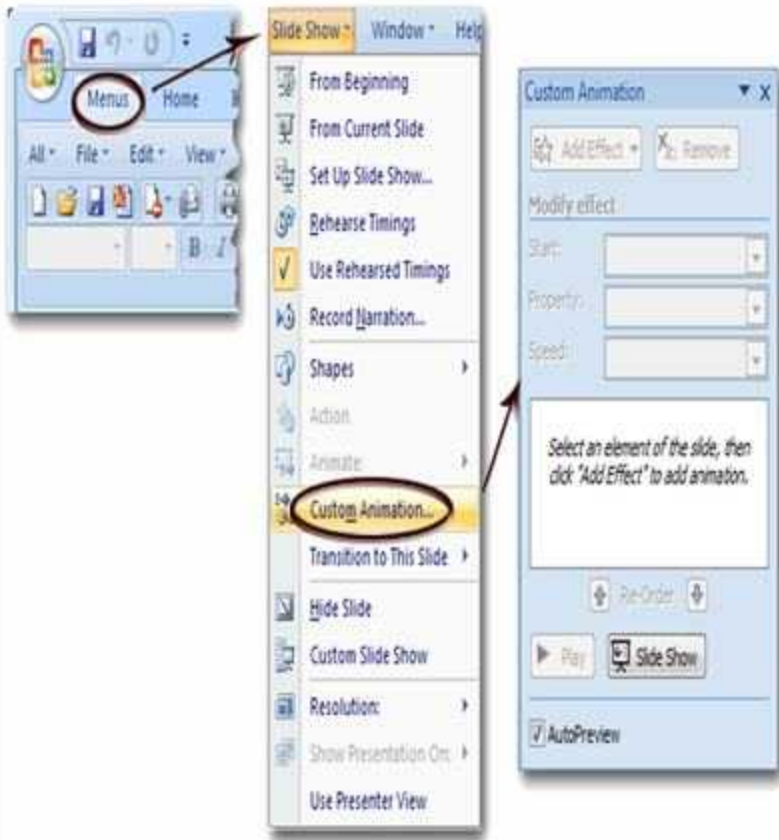 Menus
Home
All
File
Edit
View
B I
Slide Show
Window
Help
From Beginning
From Current Slide
Set Up Slide Show...
Rehearse Timings
Use Rehearsed Timings
Record Narration...
Shapes
Action
Animate
Custom Animation...
Transition to This Slide
Hide Slide
Custom Slide Show
Resolution:
Show Presentation On:
Use Presenter View
Custom Animation
Add Effect
Remove
Modify effect
Start:
Property:
Speed:
Select an element of the slide, then
click "Add Effect" to add animation.
Re-Order
Play
Slide Show
AutoPreview